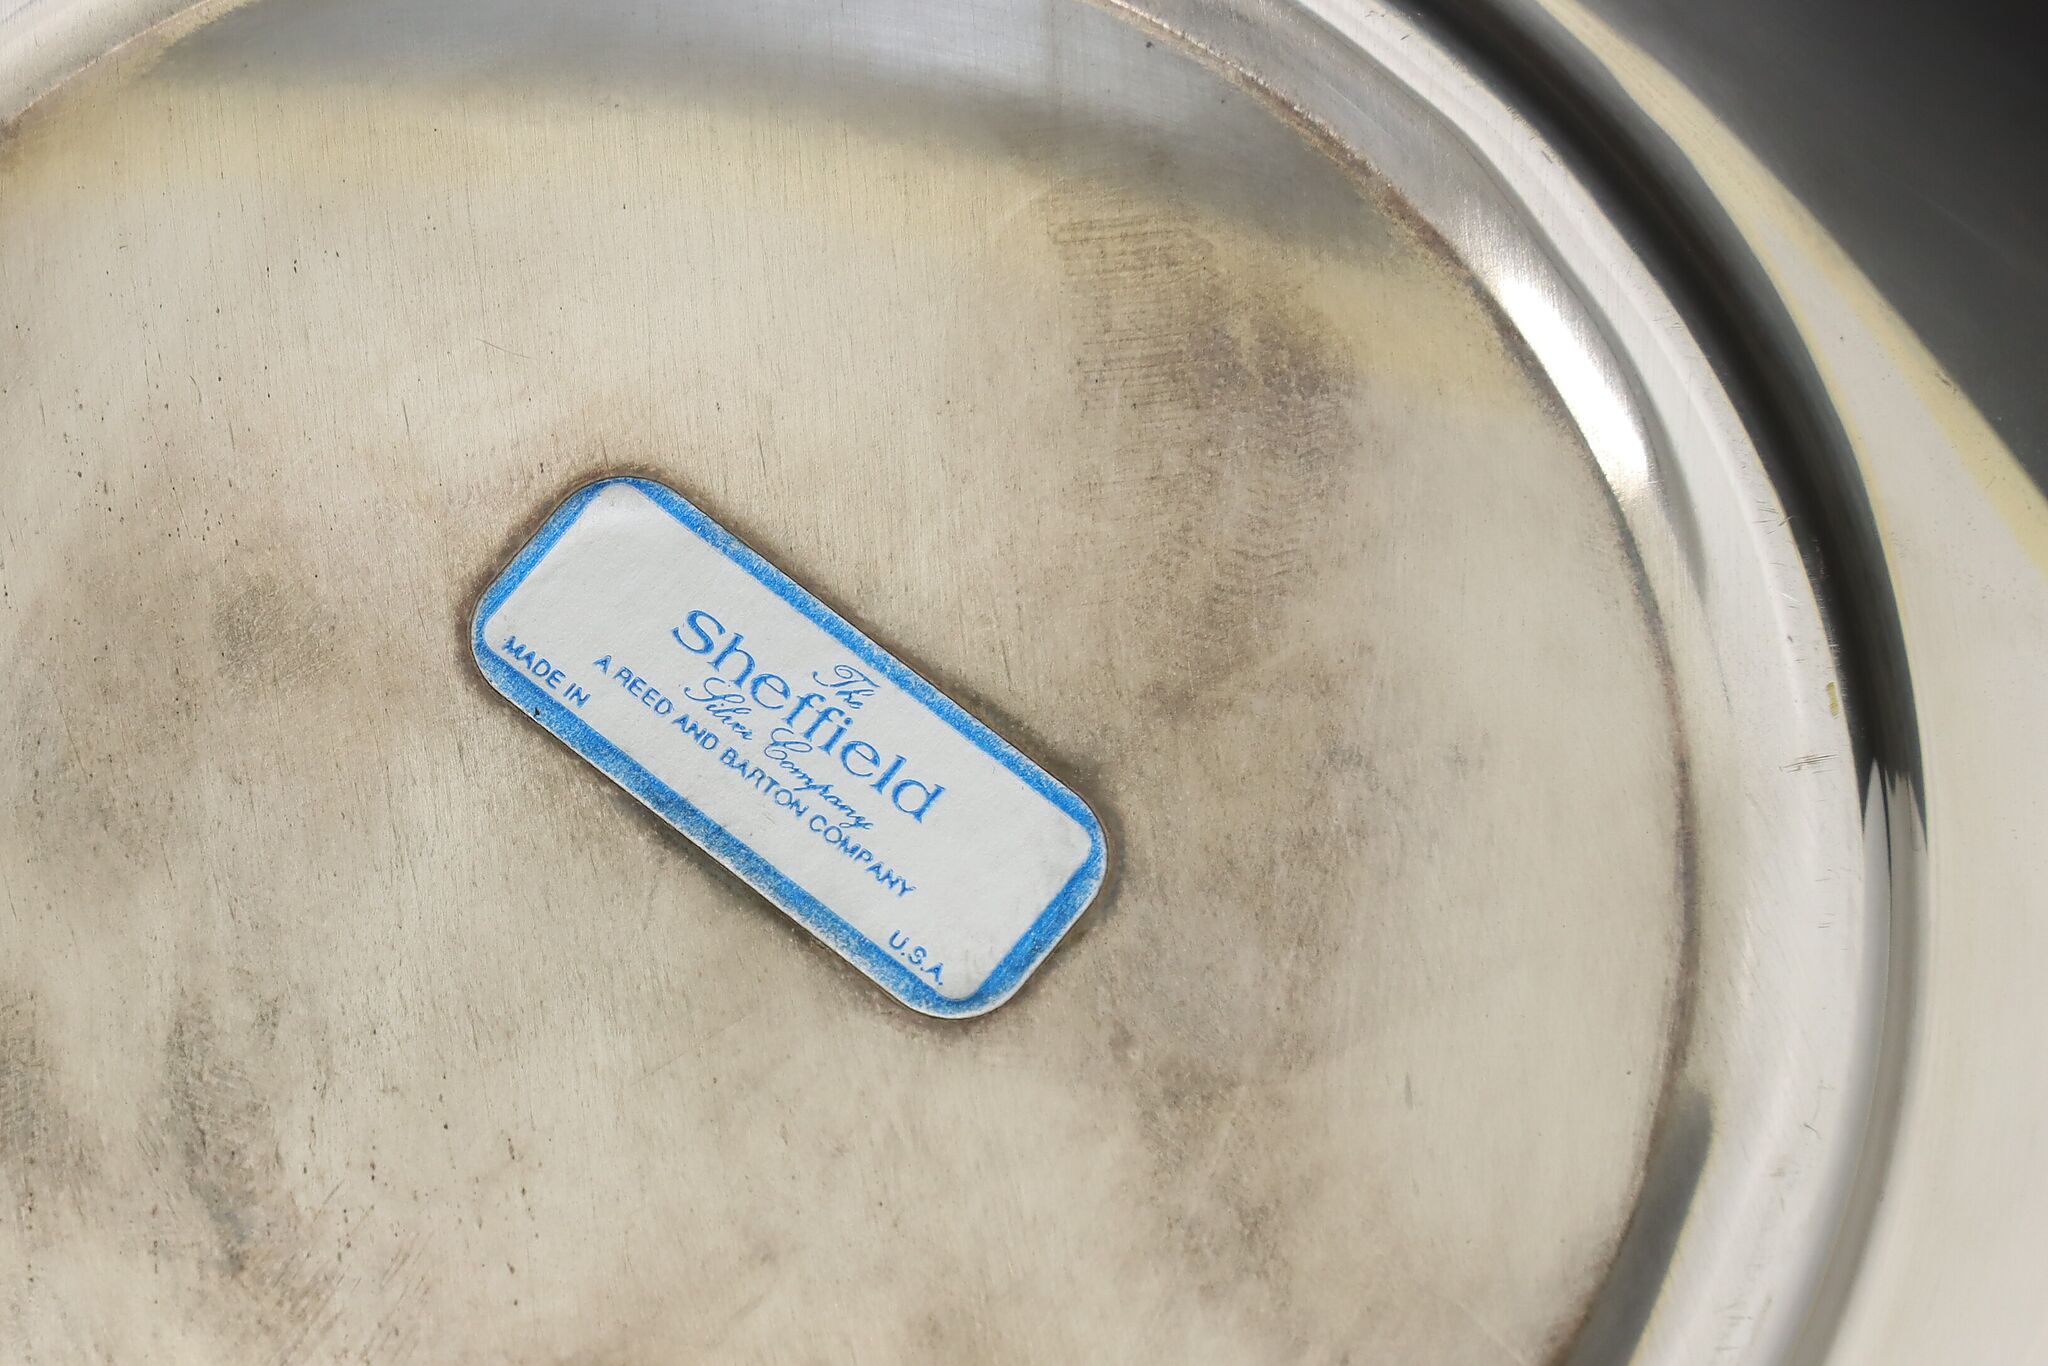 The
Sheffield
Silver Company
A REED AND BARTON COMPANY
MADE IN U.S.A.